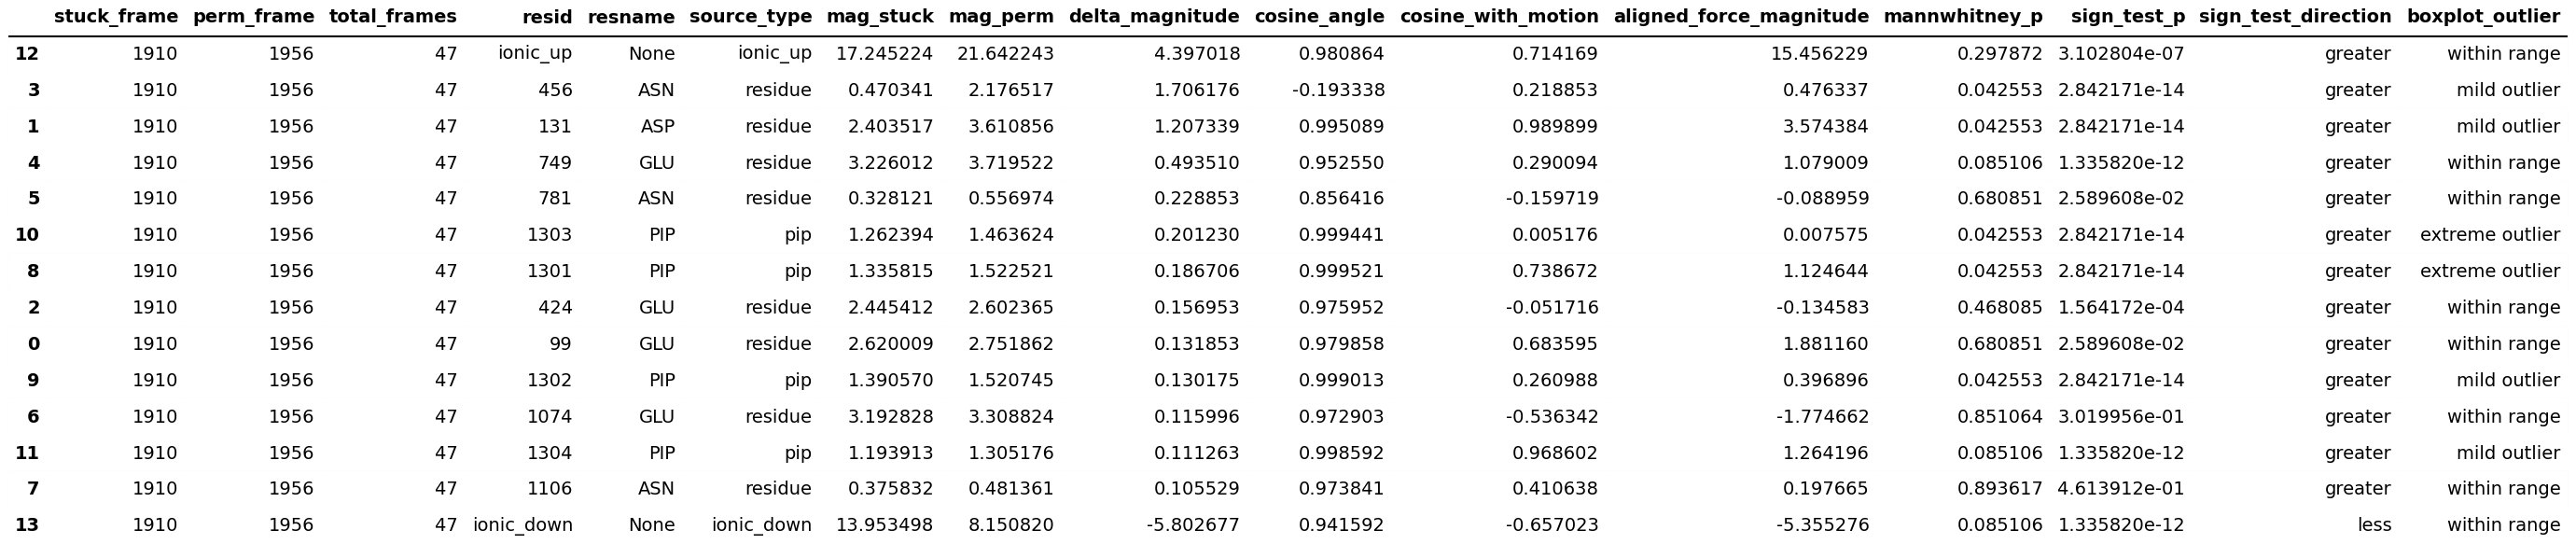 stuck_frame perm_frame total_frames resid resname source_type mag_stuck mag_perm delta_magnitude cosine_angle cosine_with_motion aligned_force_magnitude mannwhitney_p sign_test_p sign_test_direction boxplot_outlier
12 1910 1956 47 ionic_up None ionic_up 17.245224 21.642243 4.397018 0.980864 0.714169 15.456229 0.297872 3.102804e-07 greater within range
3 1910 1956 47 456 ASN residue 0.470341 2.176517 1.706176 -0.193338 0.218853 0.476337 0.042553 2.842171e-14 greater mild outlier
1 1910 1956 47 131 ASP residue 2.403517 3.610856 1.207339 0.995089 0.989899 3.574384 0.042553 2.842171e-14 greater mild outlier
4 1910 1956 47 749 GLU residue 3.226012 3.719522 0.493510 0.952550 0.290094 1.079009 0.085106 1.335820e-12 greater within range
5 1910 1956 47 781 ASN residue 0.328121 0.556974 0.228853 0.856416 -0.159719 -0.088959 0.680851 2.589608e-02 greater within range
10 1910 1956 47 1303 PIP pip 1.262394 1.463624 0.201230 0.999441 0.005176 0.007575 0.042553 2.842171e-14 greater extreme outlier
8 1910 1956 47 1301 PIP pip 1.335815 1.522521 0.186706 0.999521 0.738672 1.124644 0.042553 2.842171e-14 greater extreme outlier
2 1910 1956 47 424 GLU residue 2.445412 2.602365 0.156953 0.975952 -0.051716 -0.134583 0.468085 1.564172e-04 greater within range
0 1910 1956 47 99 GLU residue 2.620009 2.751862 0.131853 0.979858 0.683595 1.881160 0.680851 2.589608e-02 greater within range
9 1910 1956 47 1302 PIP pip 1.390570 1.520745 0.130175 0.999013 0.260988 0.396896 0.042553 2.842171e-14 greater mild outlier
6 1910 1956 47 1074 GLU residue 3.192828 3.308824 0.115996 0.972903 -0.536342 -1.774662 0.851064 3.019956e-01 greater within range
11 1910 1956 47 1304 PIP pip 1.193913 1.305176 0.111263 0.998592 0.968602 1.264196 0.085106 1.335820e-12 greater mild outlier
7 1910 1956 47 1106 ASN residue 0.375832 0.481361 0.105529 0.973841 0.410638 0.197665 0.893617 4.613912e-01 greater within range
13 1910 1956 47 ionic_down None ionic_down 13.953498 8.150820 -5.802677 0.941592 -0.657023 -5.355276 0.085106 1.335820e-12 less within range